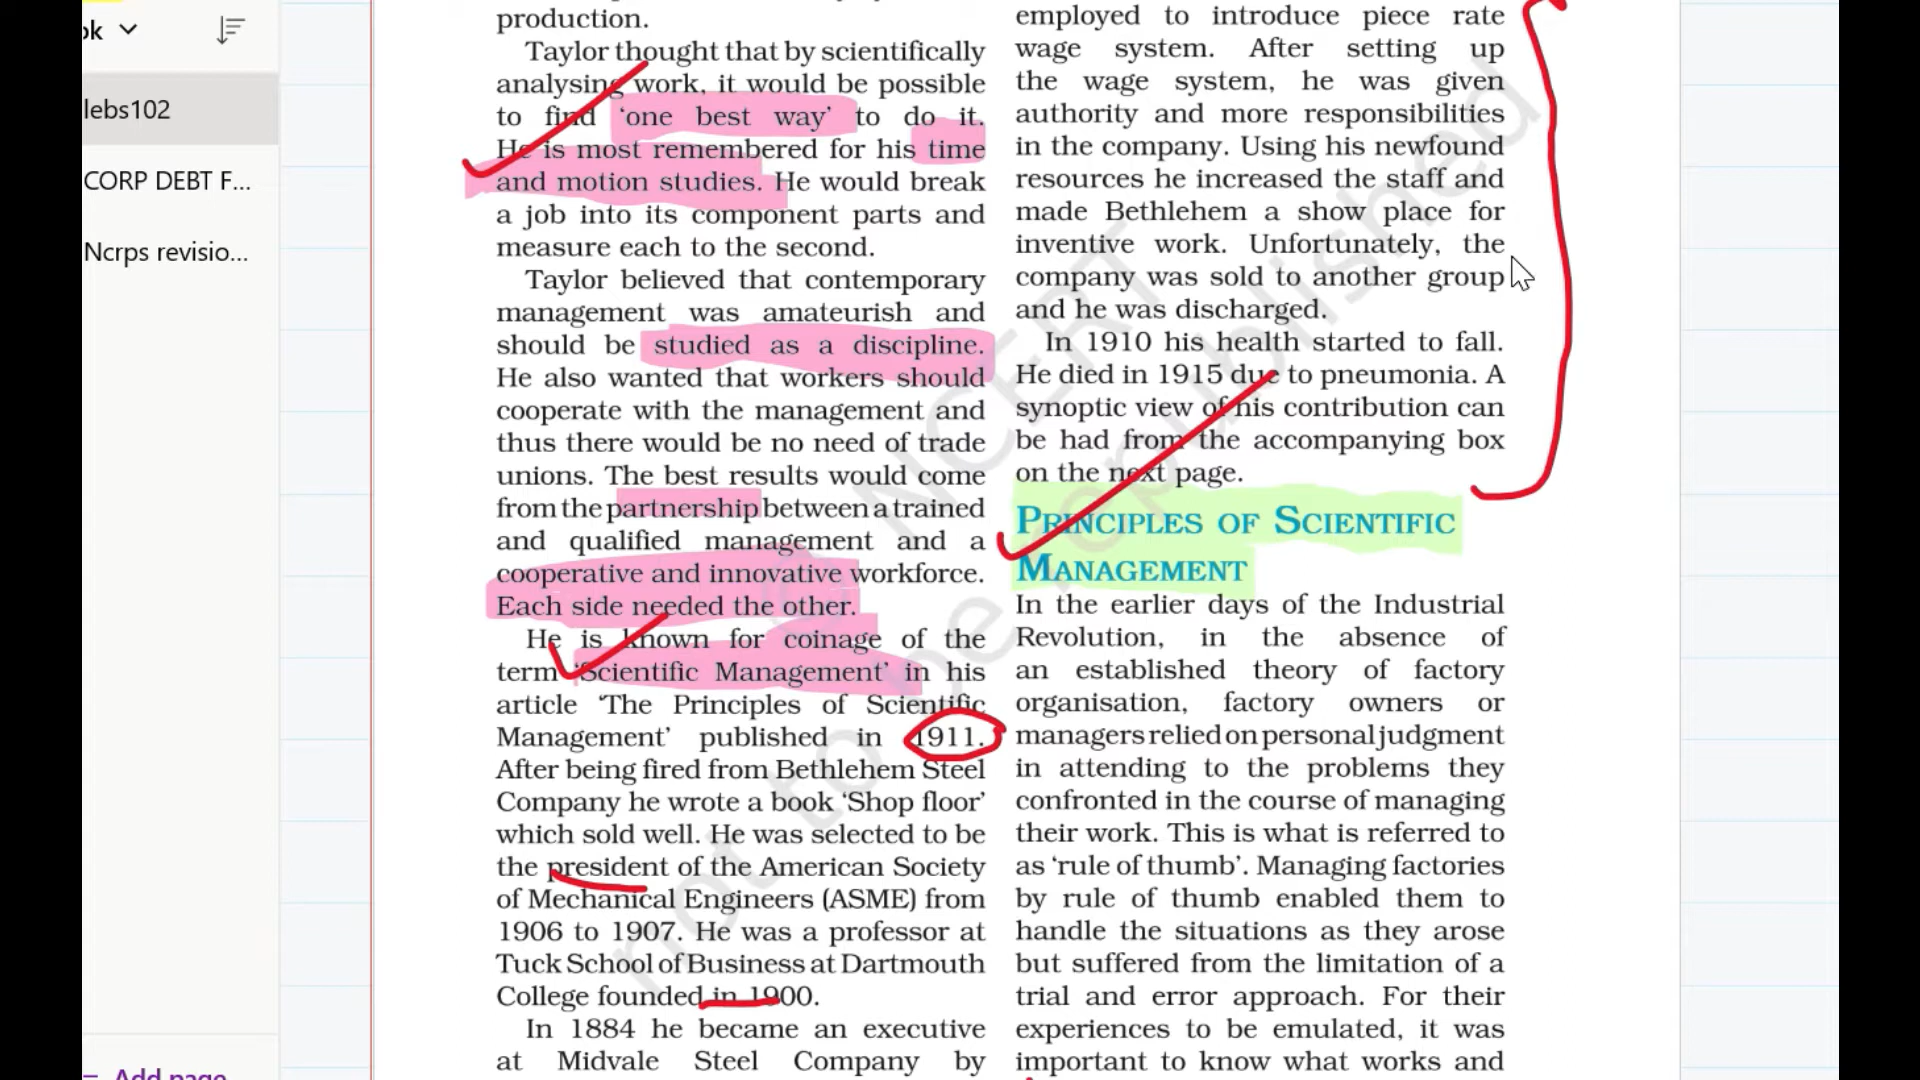 ok
lebs102
CORP DEBT F...
Ncrps revisio...
Add page
production.
Taylor thought that by scientifically
analysing work, it would be possible
to find ‘one best way’ to do it.
He is most remembered for his time
and motion studies. He would break
a job into its component parts and
measure each to the second.
Taylor believed that contemporary
management was amateurish and
should be studied as a discipline.
He also wanted that workers should
cooperate with the management and
thus there would be no need of trade
unions. The best results would come
from the partnership between a trained
and qualified management and a
cooperative and innovative workforce.
Each side needed the other.
He is known for coinage of the
term ‘Scientific Management’ in his
article ‘The Principles of Scientific
Management’ published in 1911.
After being fired from Bethlehem Steel
Company he wrote a book ‘Shop floor’
which sold well. He was selected to be
the president of the American Society
of Mechanical Engineers (ASME) from
1906 to 1907. He was a professor at
Tuck School of Business at Dartmouth
College founded in 1900.
In 1884 he became an executive
at Midvale Steel Company by
employed to introduce piece rate
wage system. After setting up
the wage system, he was given
authority and more responsibilities
in the company. Using his newfound
resources he increased the staff and
made Bethlehem a show place for
inventive work. Unfortunately, the
company was sold to another group
and he was discharged.
In 1910 his health started to fall.
He died in 1915 due to pneumonia. A
synoptic view of his contribution can
be had from the accompanying box
on the next page.
PRINCIPLES OF SCIENTIFIC
MANAGEMENT
In the earlier days of the Industrial
Revolution, in the absence of
an established theory of factory
organisation, factory owners or
managers relied on personal judgment
in attending to the problems they
confronted in the course of managing
their work. This is what is referred to
as ‘rule of thumb’. Managing factories
by rule of thumb enabled them to
handle the situations as they arose
but suffered from the limitation of a
trial and error approach. For their
experiences to be emulated, it was
important to know what works and
© NCERT
not to be republished